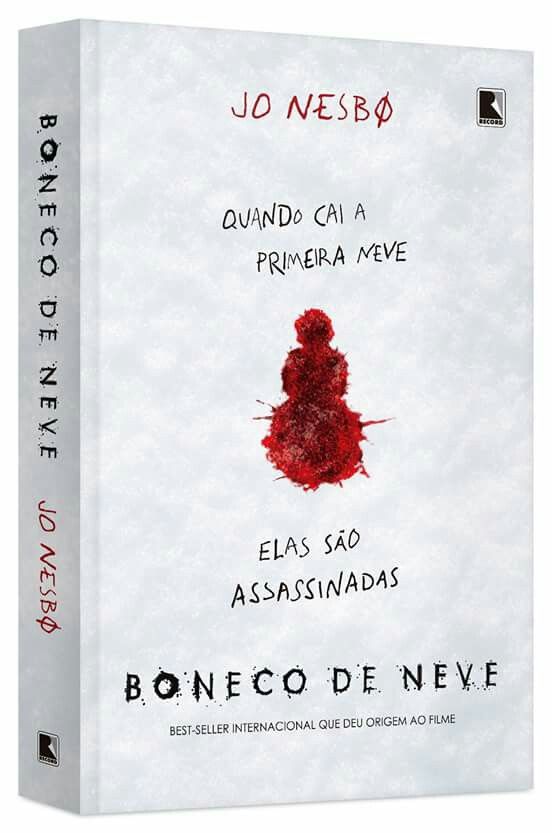 JO NESBØ
RECORD
QUANDO CAI A
PRIMEIRA NEVE
ELAS SÃO
ASSASSINADAS
BONECO DE NEVE
BEST-SELLER INTERNACIONAL QUE DEU ORIGEM AO FILME
BONECO DE NEVE
JO NESBØ
RECORD